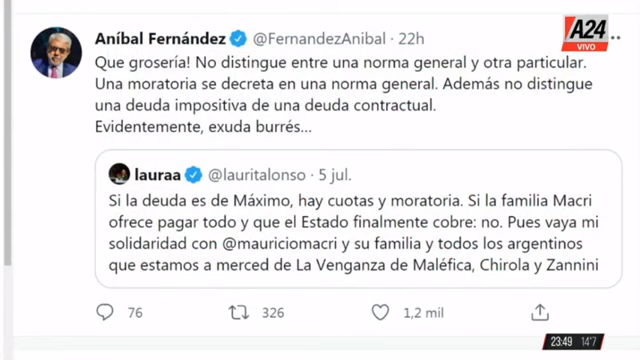 A24
VIVO
Aníbal Fernández @FernandezAnibal · 22h
Que grosería! No distingue entre una norma general y otra particular.
Una moratoria se decreta en una norma general. Además no distingue
una deuda impositiva de una deuda contractual.
Evidentemente, exuda burrés...
lauraa @lauritalonso · 5 jul.
Si la deuda es de Máximo, hay cuotas y moratoria. Si la familia Macri
ofrece pagar todo y que el Estado finalmente cobre: no. Pues vaya mi
solidaridad con @mauriciomacri y su familia y todos los argentinos
que estamos a merced de La Venganza de Maléfica, Chirola y Zannini
76 326 1,2 mil
23:49 14°7